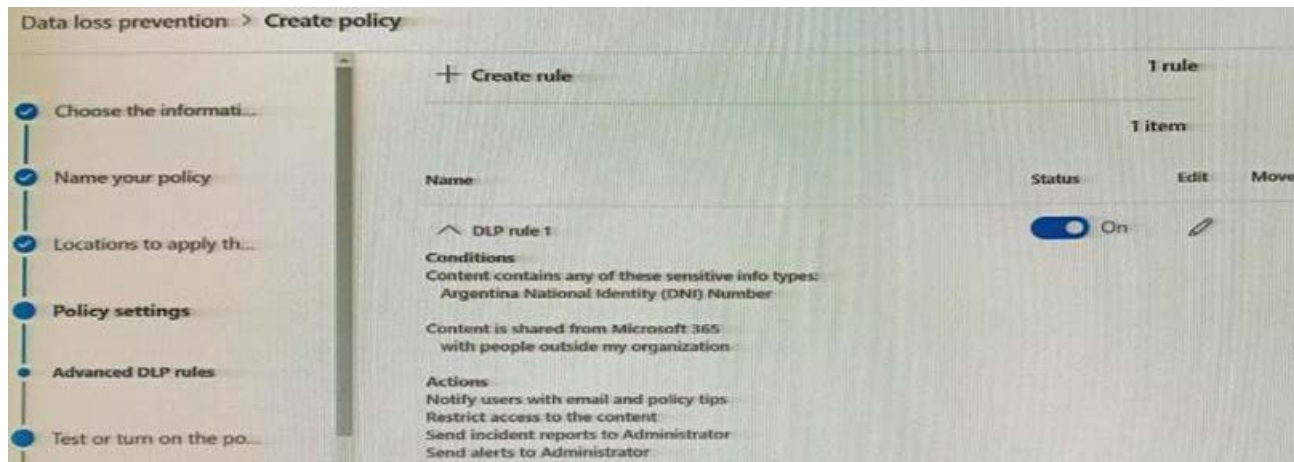 Data loss prevention > Create policy
Choose the informati...
Name your policy
Locations to apply th...
Policy settings
Advanced DLP rules
Test or turn on the po...
+ Create rule
1 rule
1 item
Name Status Edit Move
DLP rule 1 On
Conditions
Content contains any of these sensitive info types:
Argentina National Identity (DNI) Number
Content is shared from Microsoft 365
with people outside my organization
Actions
Notify users with email and policy tips
Restrict access to the content
Send incident reports to Administrator
Send alerts to Administrator